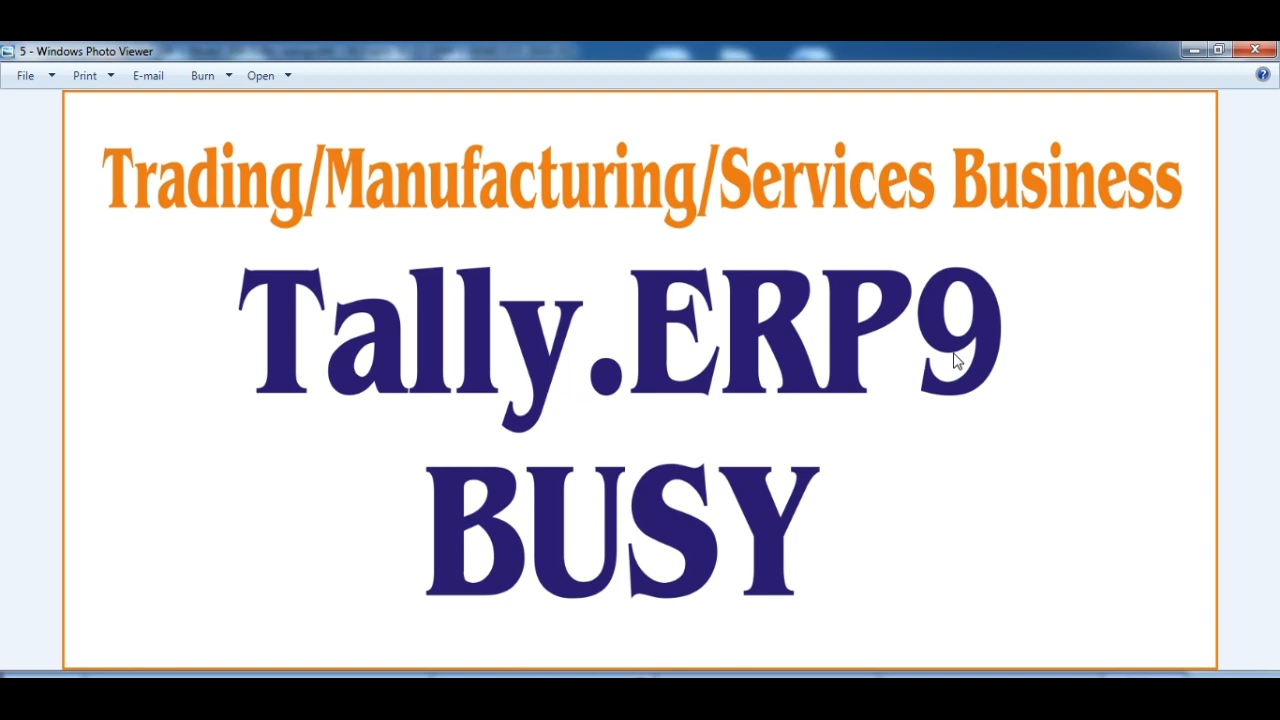 5 - Windows Photo Viewer
File Print E-mail Burn Open
Trading/Manufacturing/Services Business
Tally.ERP9
BUSY